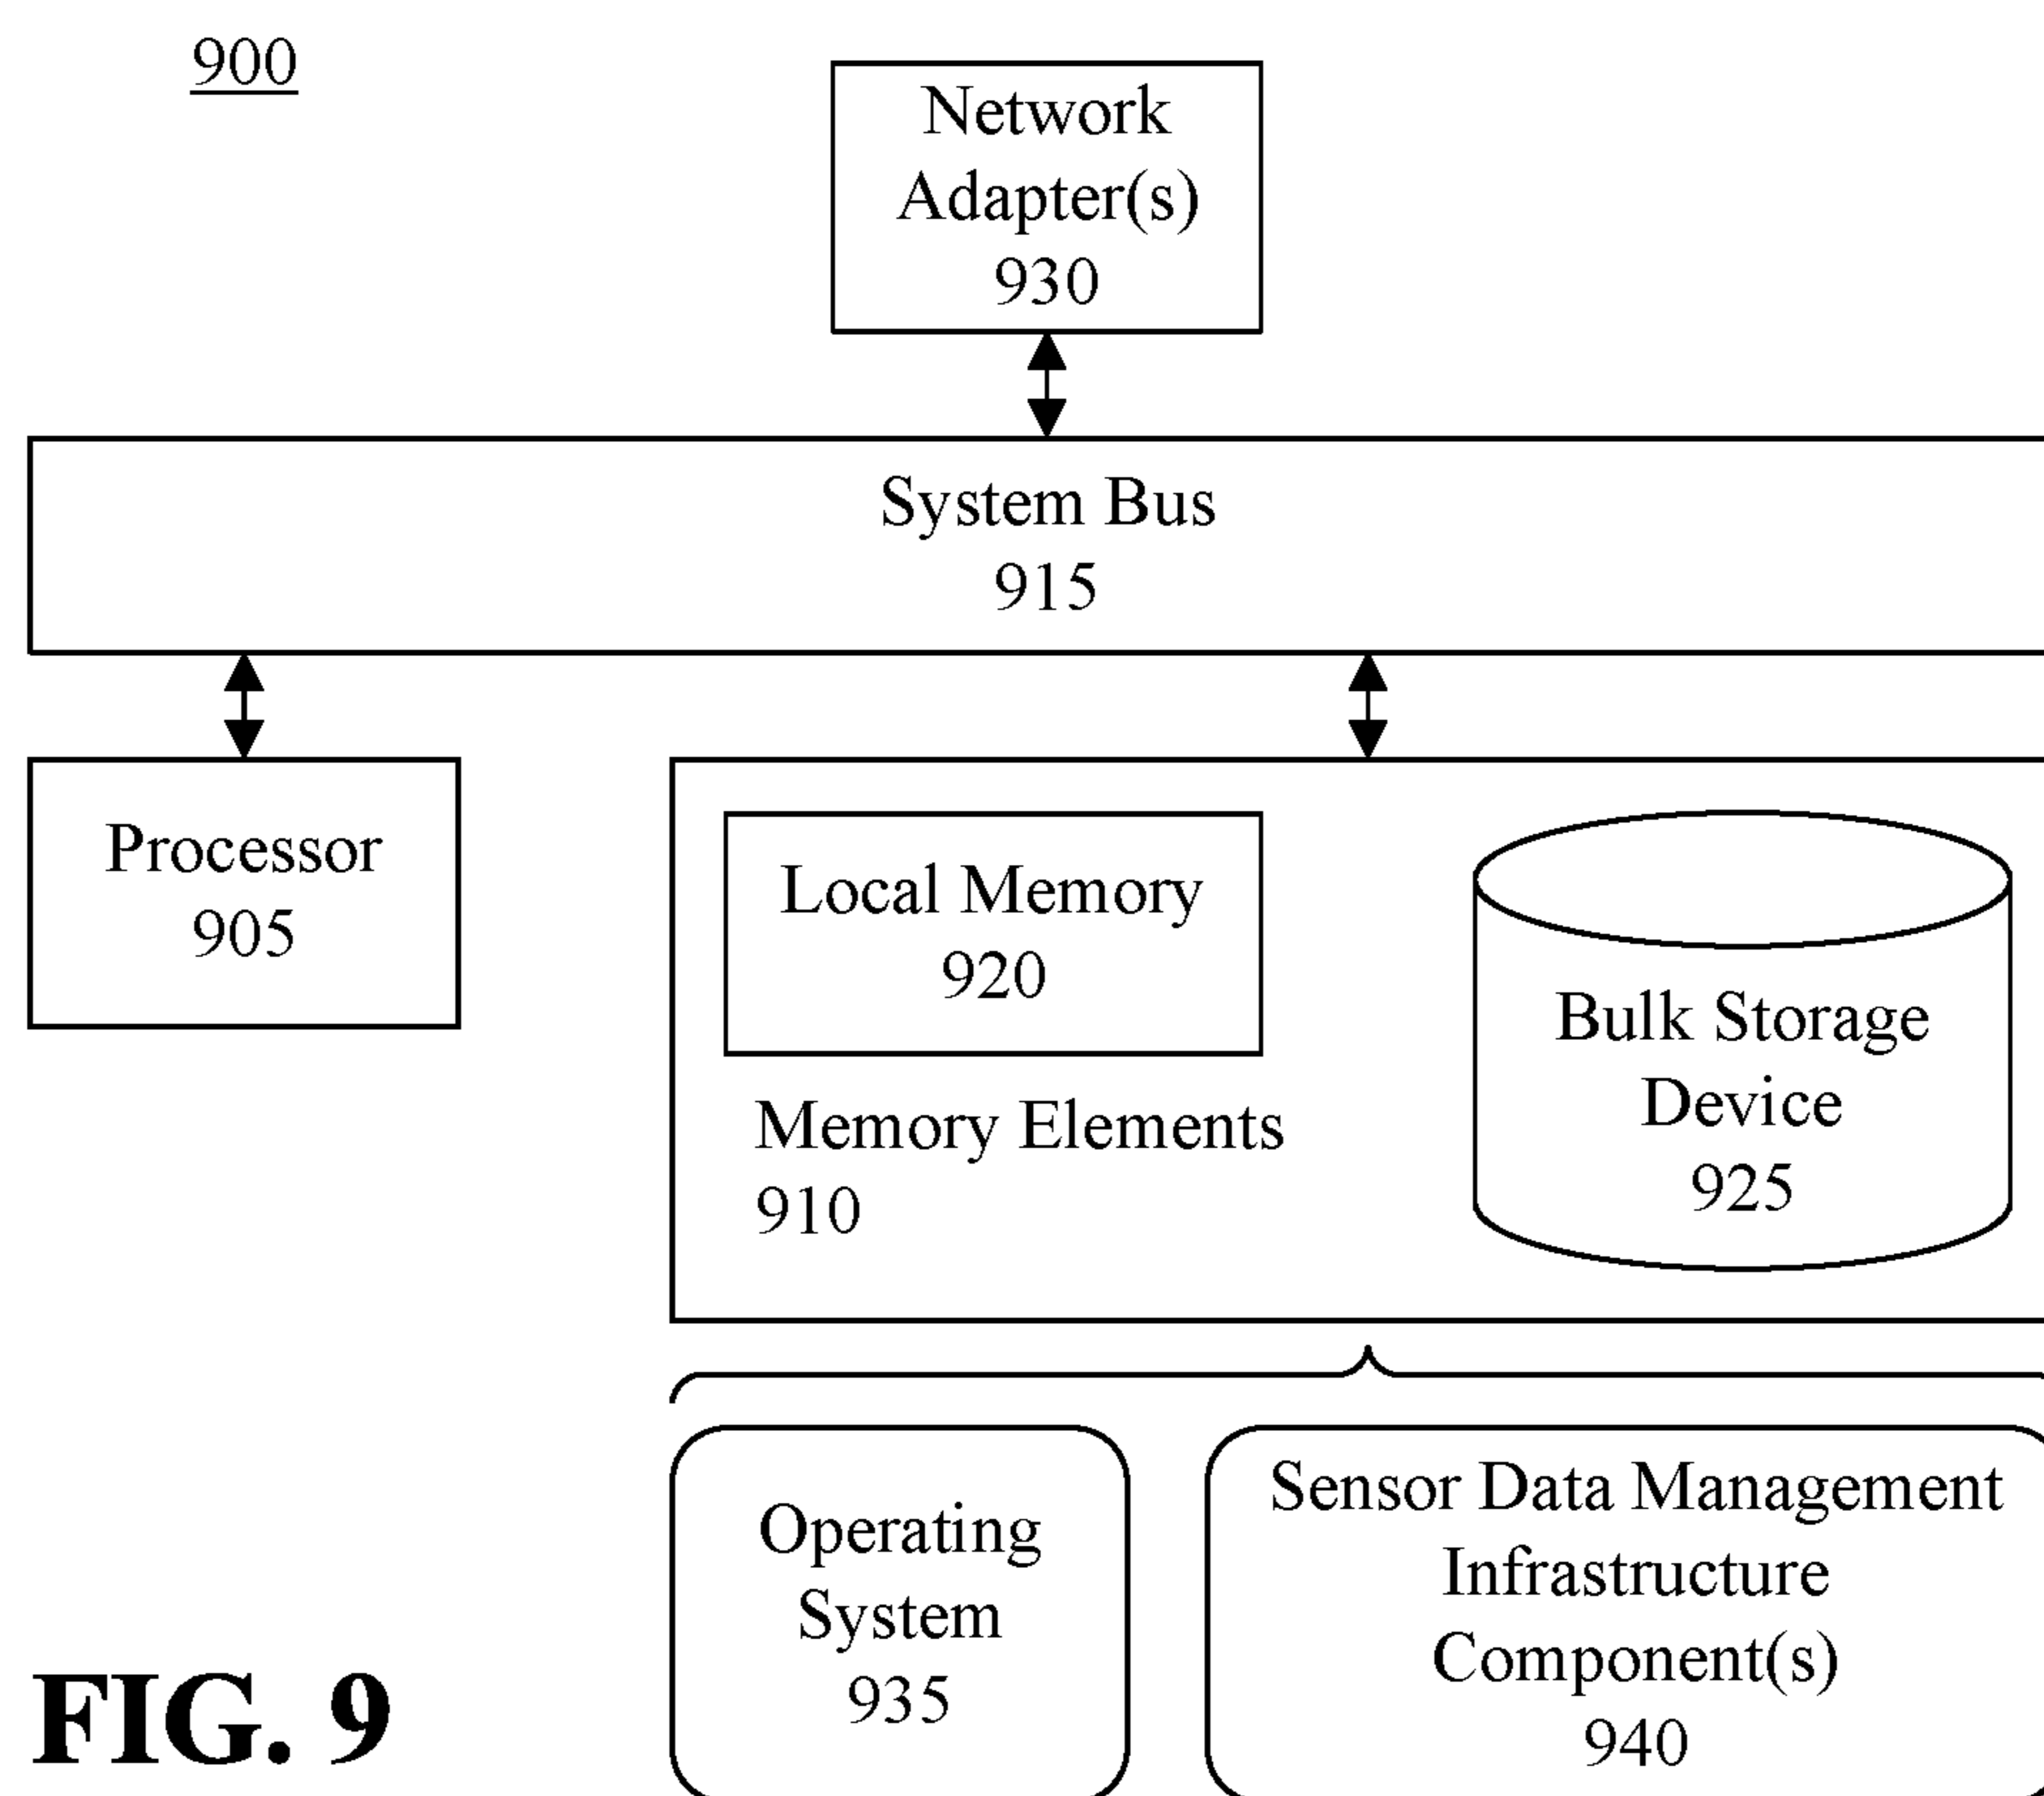 900
Network
Adapter(s)
930
System Bus
915
Processor
905
Local Memory
920
Memory Elements
910
Bulk Storage
Device
925
Operating
System
935
Sensor Data Management
Infrastructure
Component(s)
940
FIG. 9